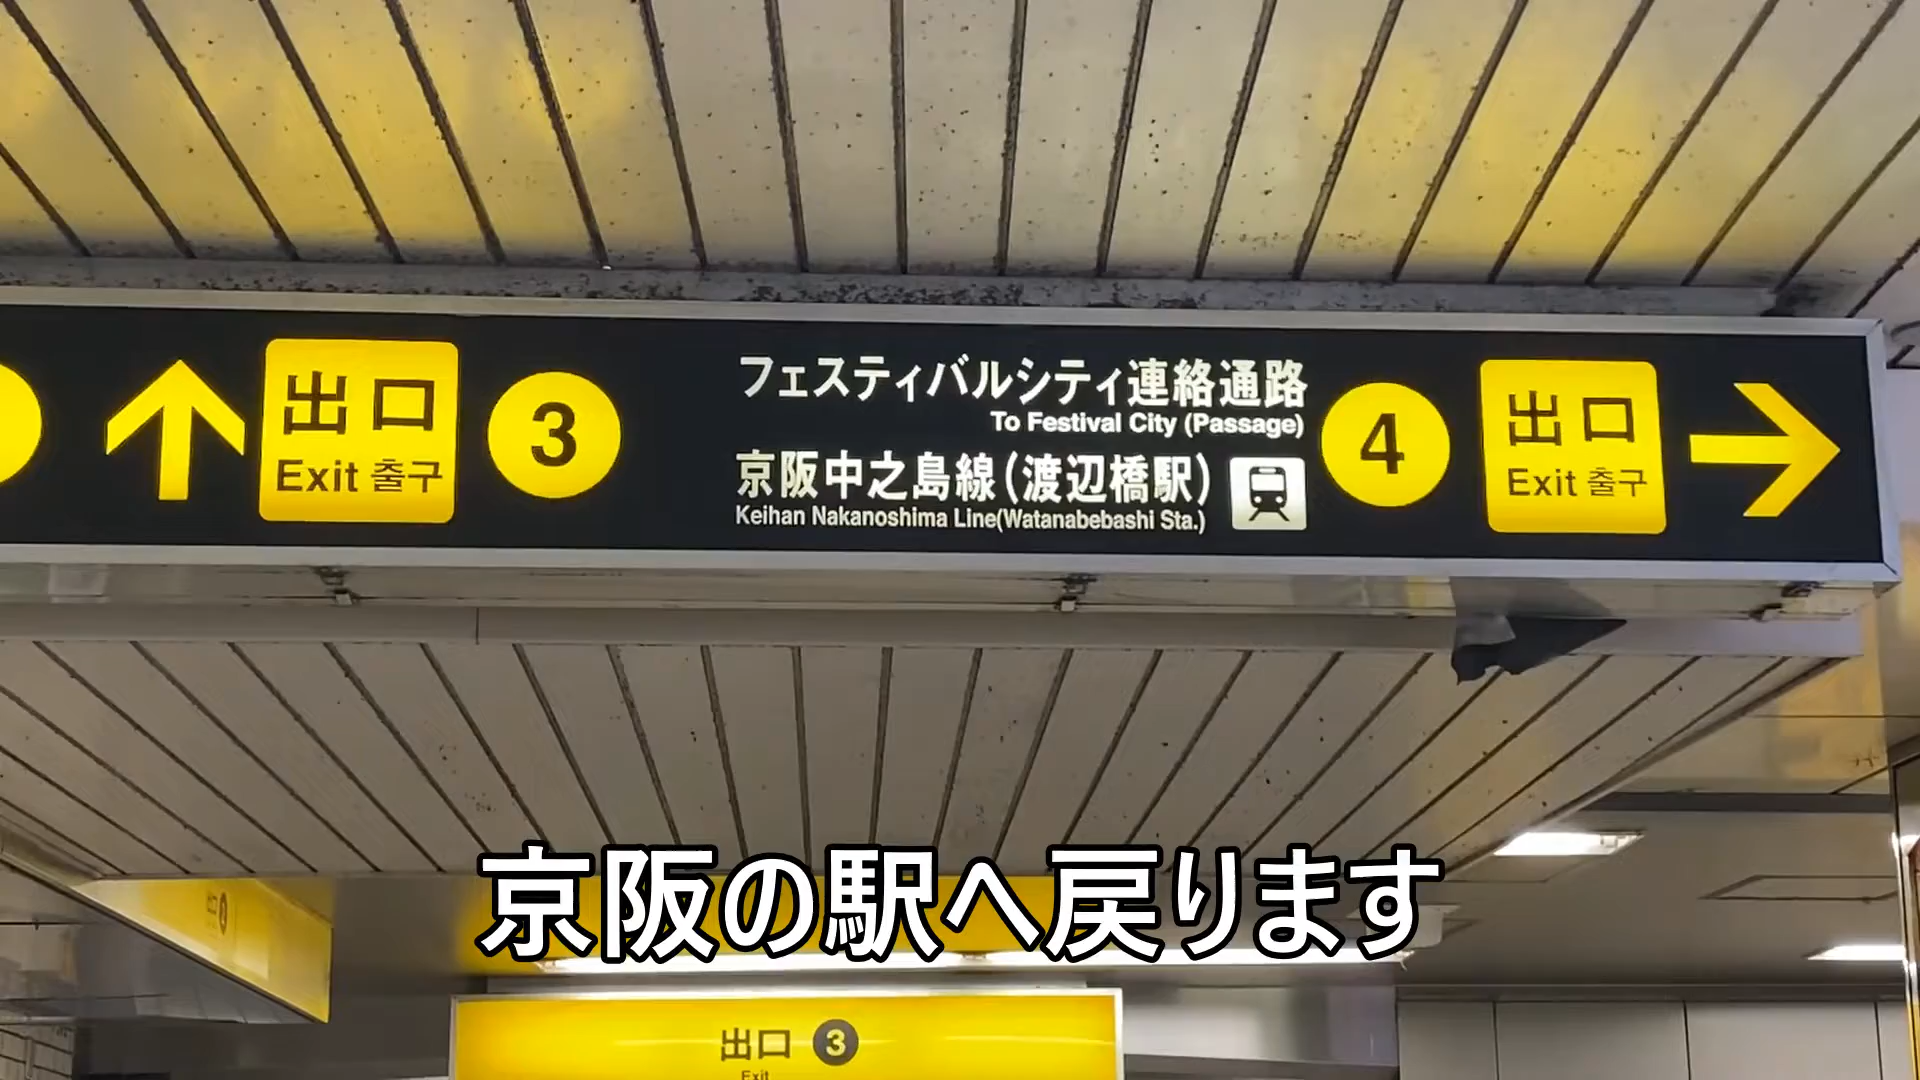 出口
Exit 출구
3
フェスティバルシティ連絡通路
To Festival City (Passage)
京阪中之島線(渡辺橋駅)
Keihan Nakanoshima Line(Watanabebashi Sta.)
4
出口
Exit 출구
京阪の駅へ戻ります
出口 3
Exit